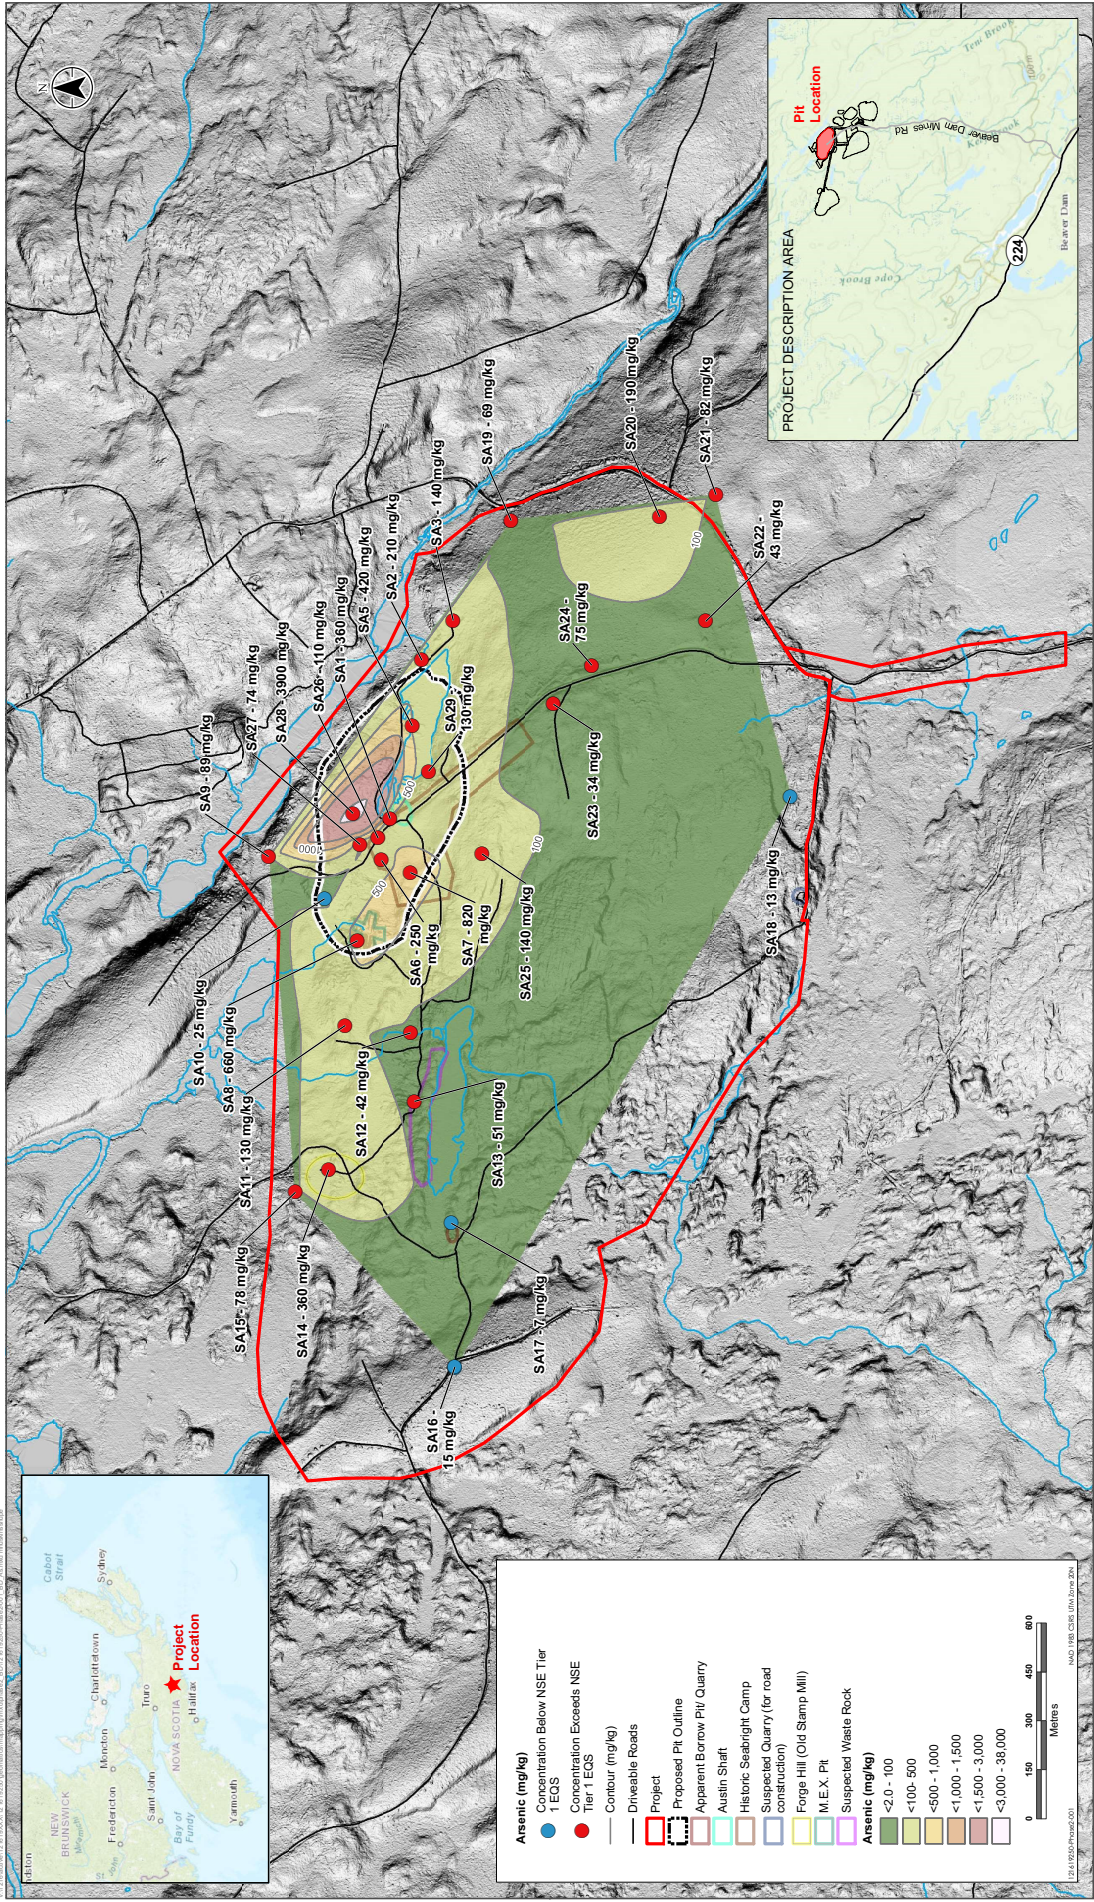 NEW
BRUNSWICK
Cabot
Strait
Sydney
Charlottetown
Moncton
Fredericton
Saint John
Truro
NOVA SCOTIA
Halifax
Bay of
Fundy
Yarmouth
Project
Location
N
SA9 - 89 mg/kg
SA27 - 74 mg/kg
SA28 - 3900 mg/kg
SA26 - 110 mg/kg
SA1 - 360 mg/kg
SA5 - 420 mg/kg
SA2 - 210 mg/kg
SA3 - 140 mg/kg
SA19 - 69 mg/kg
SA20 - 190 mg/kg
SA21 - 82 mg/kg
SA22 -
43 mg/kg
SA24 -
75 mg/kg
SA29 -
130 mg/kg
SA23 - 34 mg/kg
SA10 - 25 mg/kg
SA8 - 660 mg/kg
SA11 - 130 mg/kg
SA15 - 78 mg/kg
SA14 - 360 mg/kg
SA12 - 42 mg/kg
SA6 - 250
mg/kg
SA7 - 820
mg/kg
SA25 - 140 mg/kg
SA13 - 51 mg/kg
SA17 - 7 mg/kg
SA16 -
15 mg/kg
SA18 - 13 mg/kg
1000
500
500
100
100
Arsenic (mg/kg)
Concentration Below NSE Tier
1 EQS
Concentration Exceeds NSE
Tier 1 EQS
Contour (mg/kg)
Driveable Roads
Project
Proposed Pit Outline
Apparent Borrow Pit/ Quarry
Austin Shaft
Historic Seabright Camp
Suspected Quarry (for road
construction)
Forge Hill (Old Stamp Mill)
M.E.X. Pit
Suspected Waste Rock
Arsenic (mg/kg)
<2.0 - 100
<100- 500
<500 - 1,000
<1,000 - 1,500
<1,500 - 3,000
<3,000 - 38,000
0 150 300 450 600
Metres
121619250-Phase2-001
NAD 1983 CSRS UTM Zone 20N
PROJECT DESCRIPTION AREA
Pit
Location
Beaver Dam Mines Rd
Cope Brook
Tent Brook
224
Beaver Dam